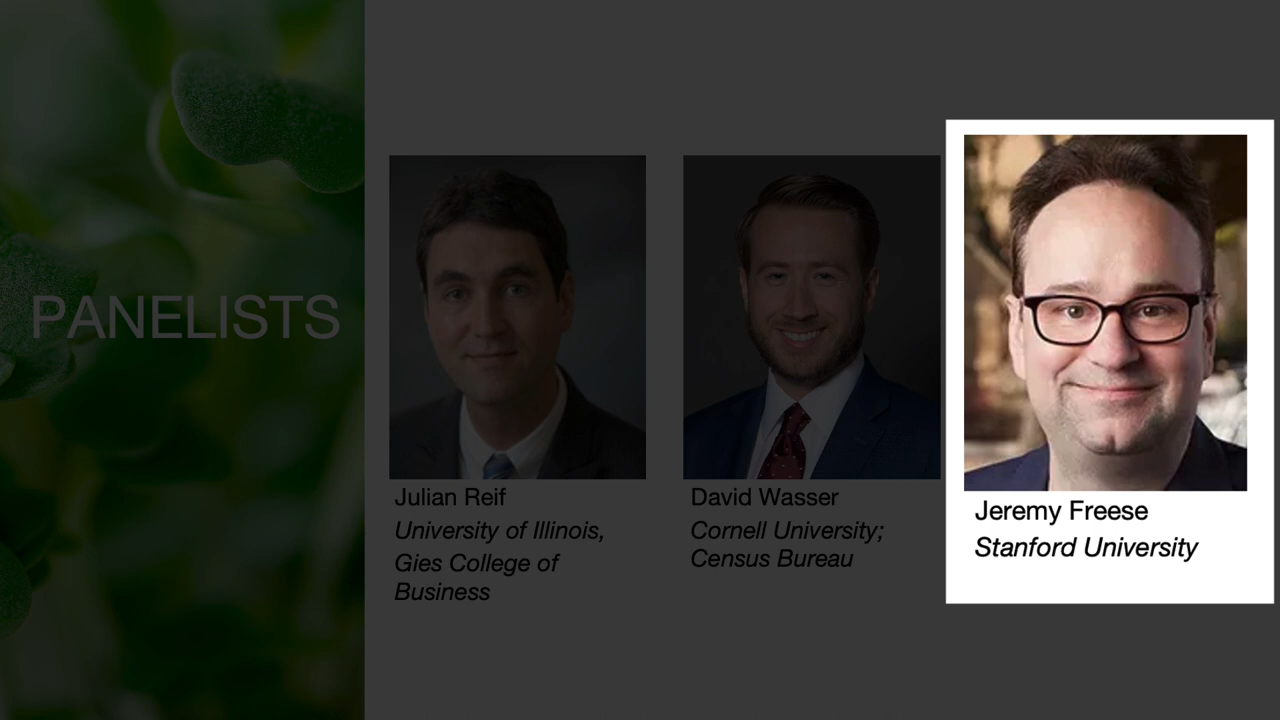 PANELISTS
Julian Reif
University of Illinois,
Gies College of
Business
David Wasser
Cornell University;
Census Bureau
Jeremy Freese
Stanford University